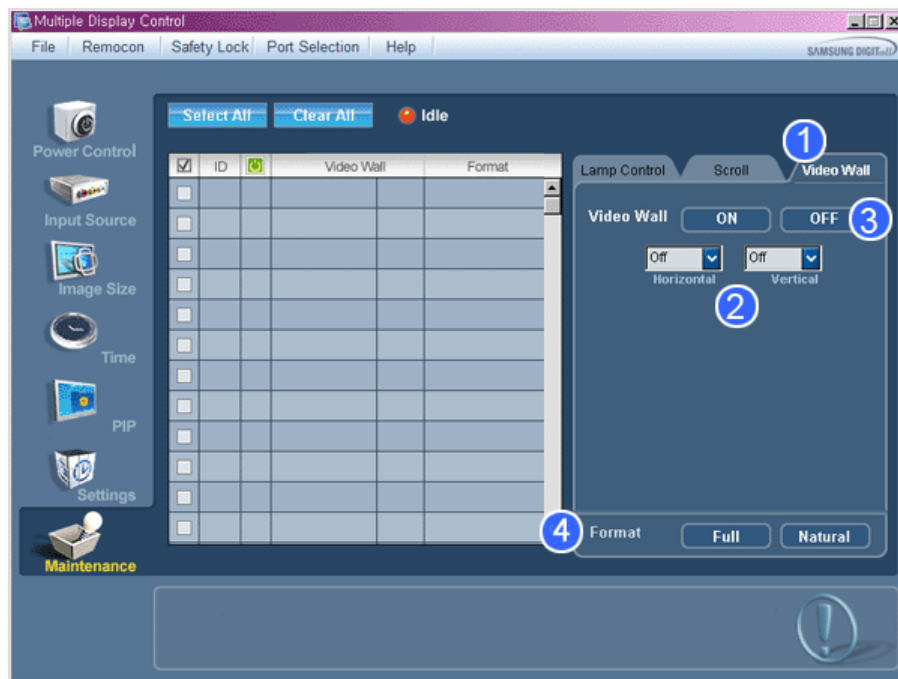 Multiple Display Control
File Remocon Safety Lock Port Selection Help
SAMSUNG DIGITall
Select All Clear All Idle
1
Power Control
ID Video Wall Format
Lamp Control Scroll Video Wall
Input Source
Video Wall ON OFF 3
Off Off
Horizontal Vertical
2
Image Size
Time
PIP
Settings
4 Format Full Natural
Maintenance